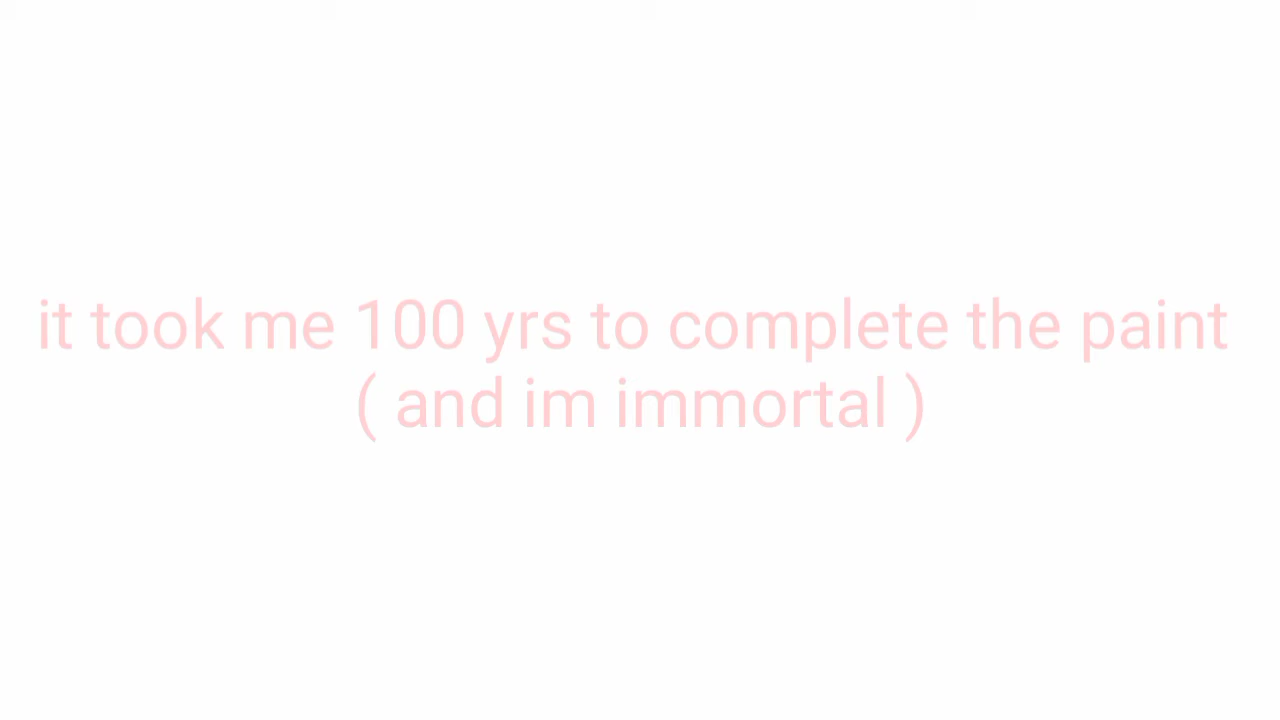 it took me 100 yrs to complete the paint
( and im immortal )